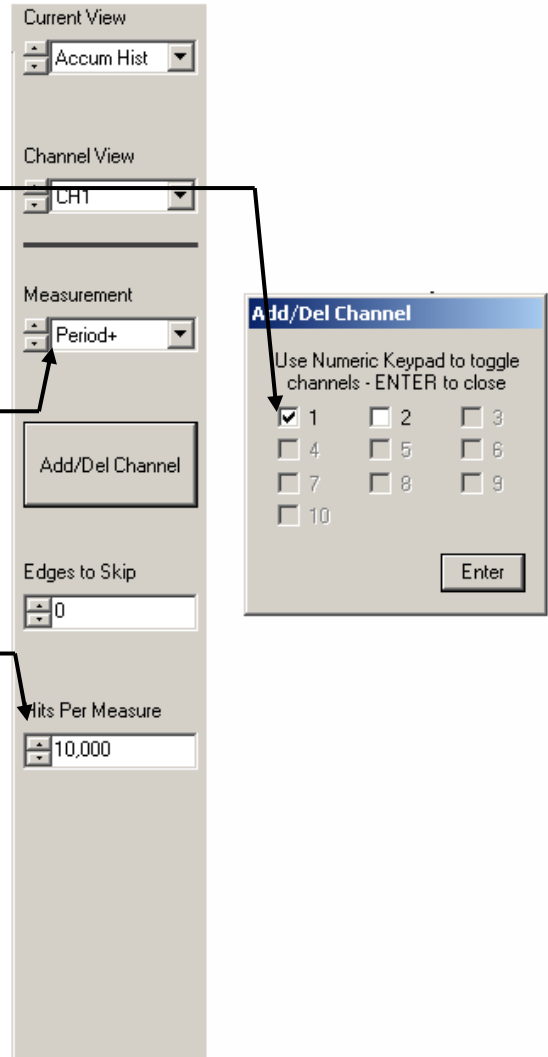 Current View
Accum Hist
Channel View
CH1
Measurement
Period+
Add/Del Channel
Edges to Skip
0
Hits Per Measure
10,000
Add/Del Channel
Use Numeric Keypad to toggle
channels - ENTER to close
1 2 3
4 5 6
7 8 9
10
Enter